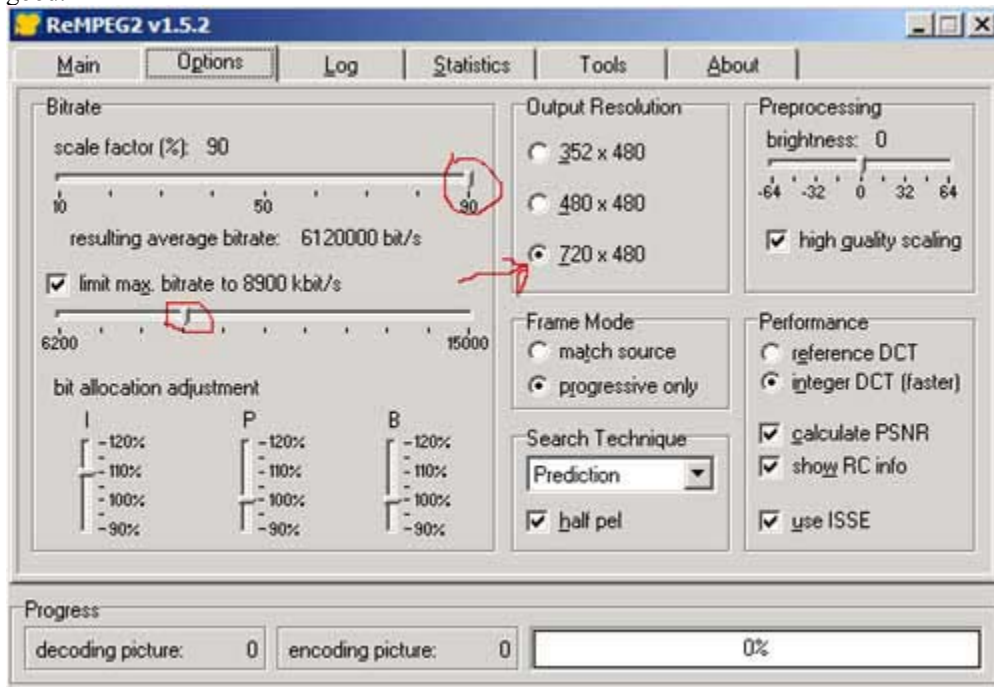 good.
ReMPEG2 v1.5.2
Main Options Log Statistics Tools About
Bitrate
scale factor (%): 90
10 50 90
resulting average bitrate: 6120000 bit/s
limit max. bitrate to 8900 kbit/s
6200 15000
bit allocation adjustment
I P B
-120% -120% -120%
-110% -110% -110%
-100% -100% -100%
-90% -90% -90%
Output Resolution
352 x 480
480 x 480
720 x 480
Frame Mode
match source
progressive only
Search Technique
Prediction
half pel
Preprocessing
brightness: 0
-64 -32 0 32 64
high quality scaling
Performance
reference DCT
integer DCT (faster)
calculate PSNR
show RC info
use ISSE
Progress
decoding picture: 0 encoding picture: 0 0%